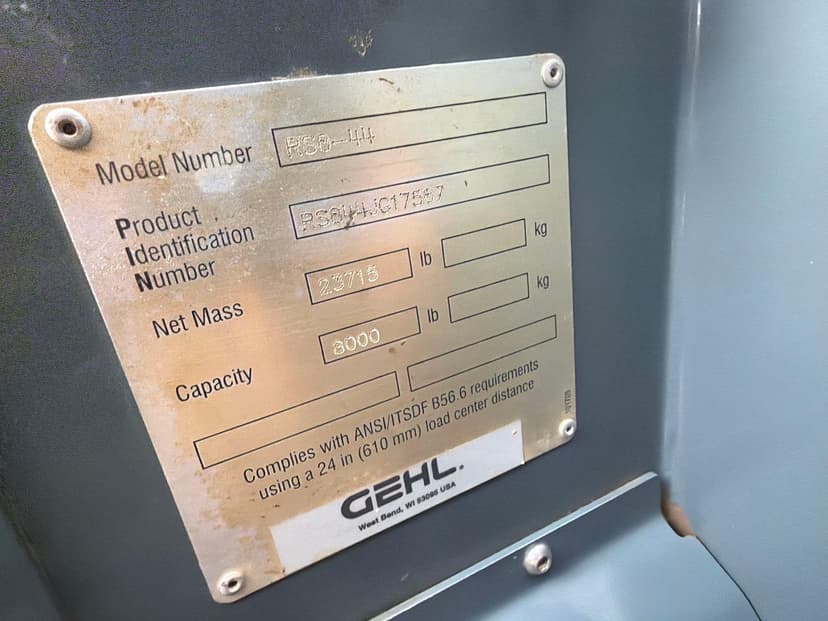 Model Number RS8-44
Product
Identification
Number
Net Mass 23715 lb kg
Capacity 8000 lb kg
Complies with ANSI/ITSDF B56.6 requirements
using a 24 in (610 mm) load center distance
GEHL.
West Bend, WI 53095 USA